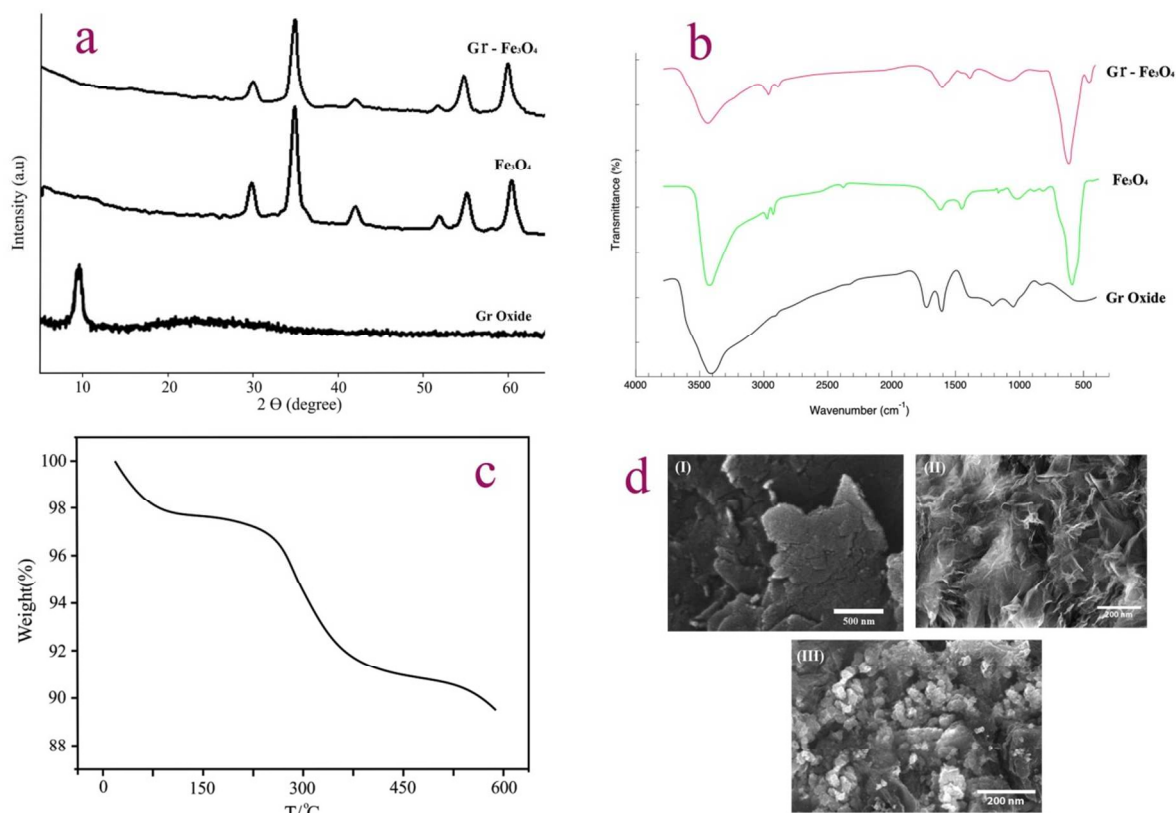 a
Gr - Fe₃O₄
Fe₃O₄
Gr Oxide
Intensity (a.u)
10 20 30 40 50 60
2 Θ (degree)
b
Gr - Fe₃O₄
Fe₃O₄
Gr Oxide
Transmittance (%)
4000 3500 3000 2500 2000 1500 1000 500
Wavenumber (cm⁻¹)
c
100
98
96
94
92
90
88
Weight(%)
0 150 300 450 600
T/°C
d
(I)
500 nm
(II)
200 nm
(III)
200 nm